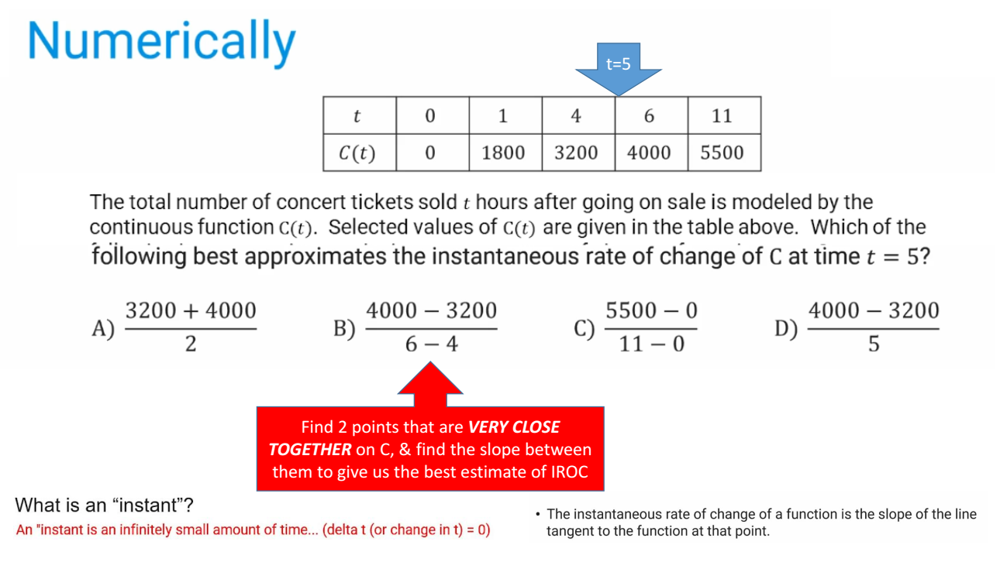 Numerically
t=5
t 0 1 4 6 11
C(t) 0 1800 3200 4000 5500
The total number of concert tickets sold t hours after going on sale is modeled by the
continuous function C(t). Selected values of C(t) are given in the table above. Which of the
following best approximates the instantaneous rate of change of C at time t = 5?
A) 3200 + 4000 / 2
B) 4000 − 3200 / 6 − 4
C) 5500 − 0 / 11 − 0
D) 4000 − 3200 / 5
Find 2 points that are VERY CLOSE
TOGETHER on C, & find the slope between
them to give us the best estimate of IROC
What is an “instant”?
An "instant is an infinitely small amount of time... (delta t (or change in t) = 0)
• The instantaneous rate of change of a function is the slope of the line
tangent to the function at that point.